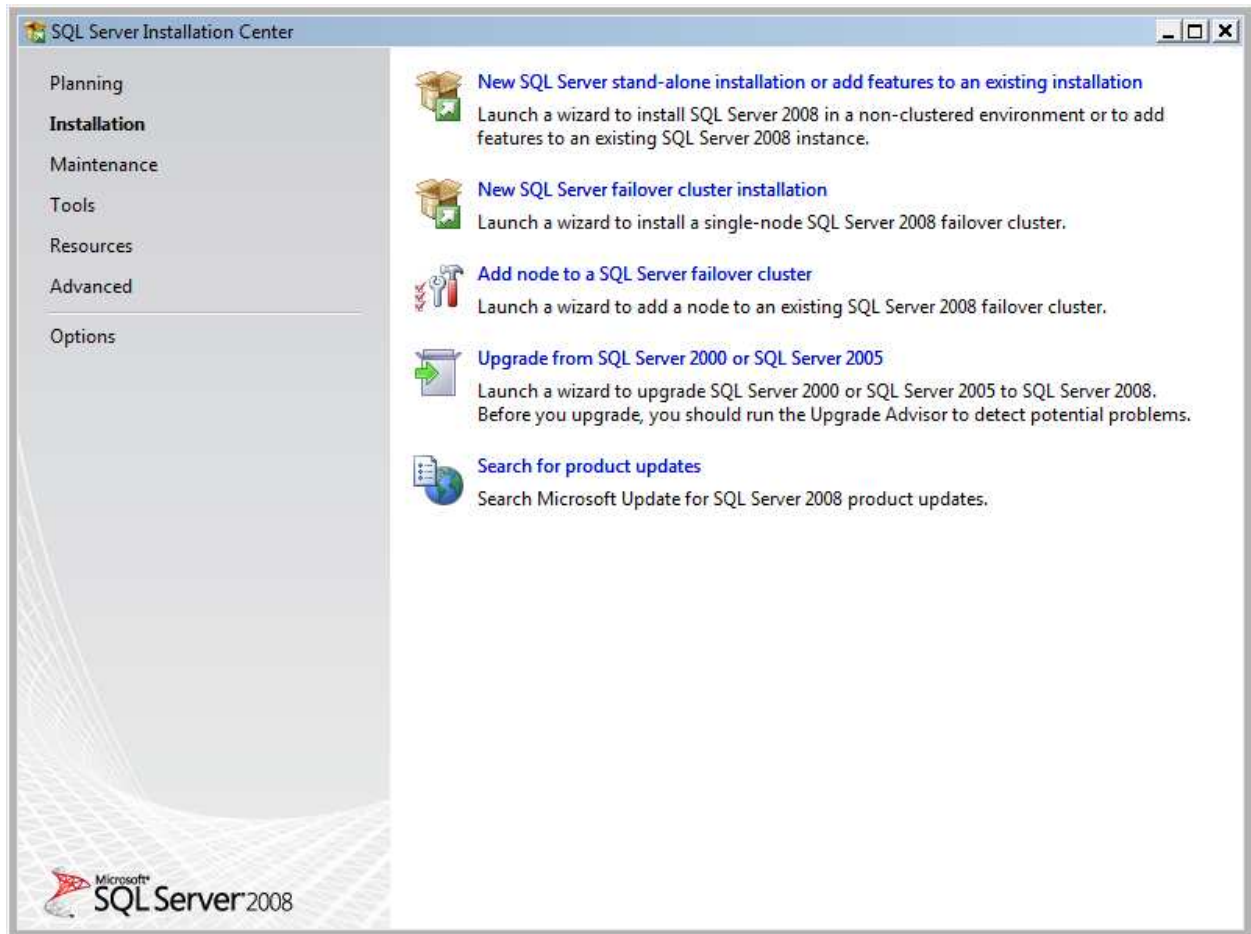 SQL Server Installation Center
Planning
Installation
Maintenance
Tools
Resources
Advanced
Options
New SQL Server stand-alone installation or add features to an existing installation
Launch a wizard to install SQL Server 2008 in a non-clustered environment or to add
features to an existing SQL Server 2008 instance.
New SQL Server failover cluster installation
Launch a wizard to install a single-node SQL Server 2008 failover cluster.
Add node to a SQL Server failover cluster
Launch a wizard to add a node to an existing SQL Server 2008 failover cluster.
Upgrade from SQL Server 2000 or SQL Server 2005
Launch a wizard to upgrade SQL Server 2000 or SQL Server 2005 to SQL Server 2008.
Before you upgrade, you should run the Upgrade Advisor to detect potential problems.
Search for product updates
Search Microsoft Update for SQL Server 2008 product updates.
Microsoft
SQL Server 2008